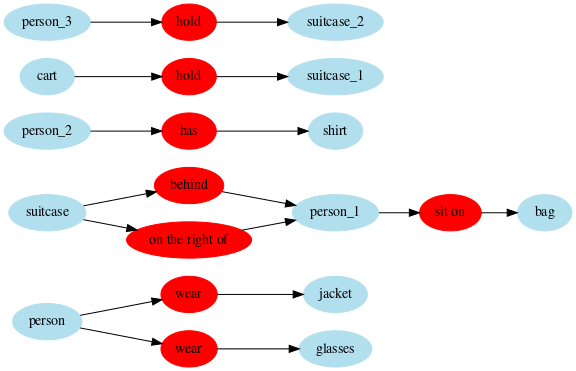 person_3 hold suitcase_2
cart hold suitcase_1
person_2 has shirt
behind
suitcase person_1 sit on bag
on the right of
wear jacket
person
wear glasses